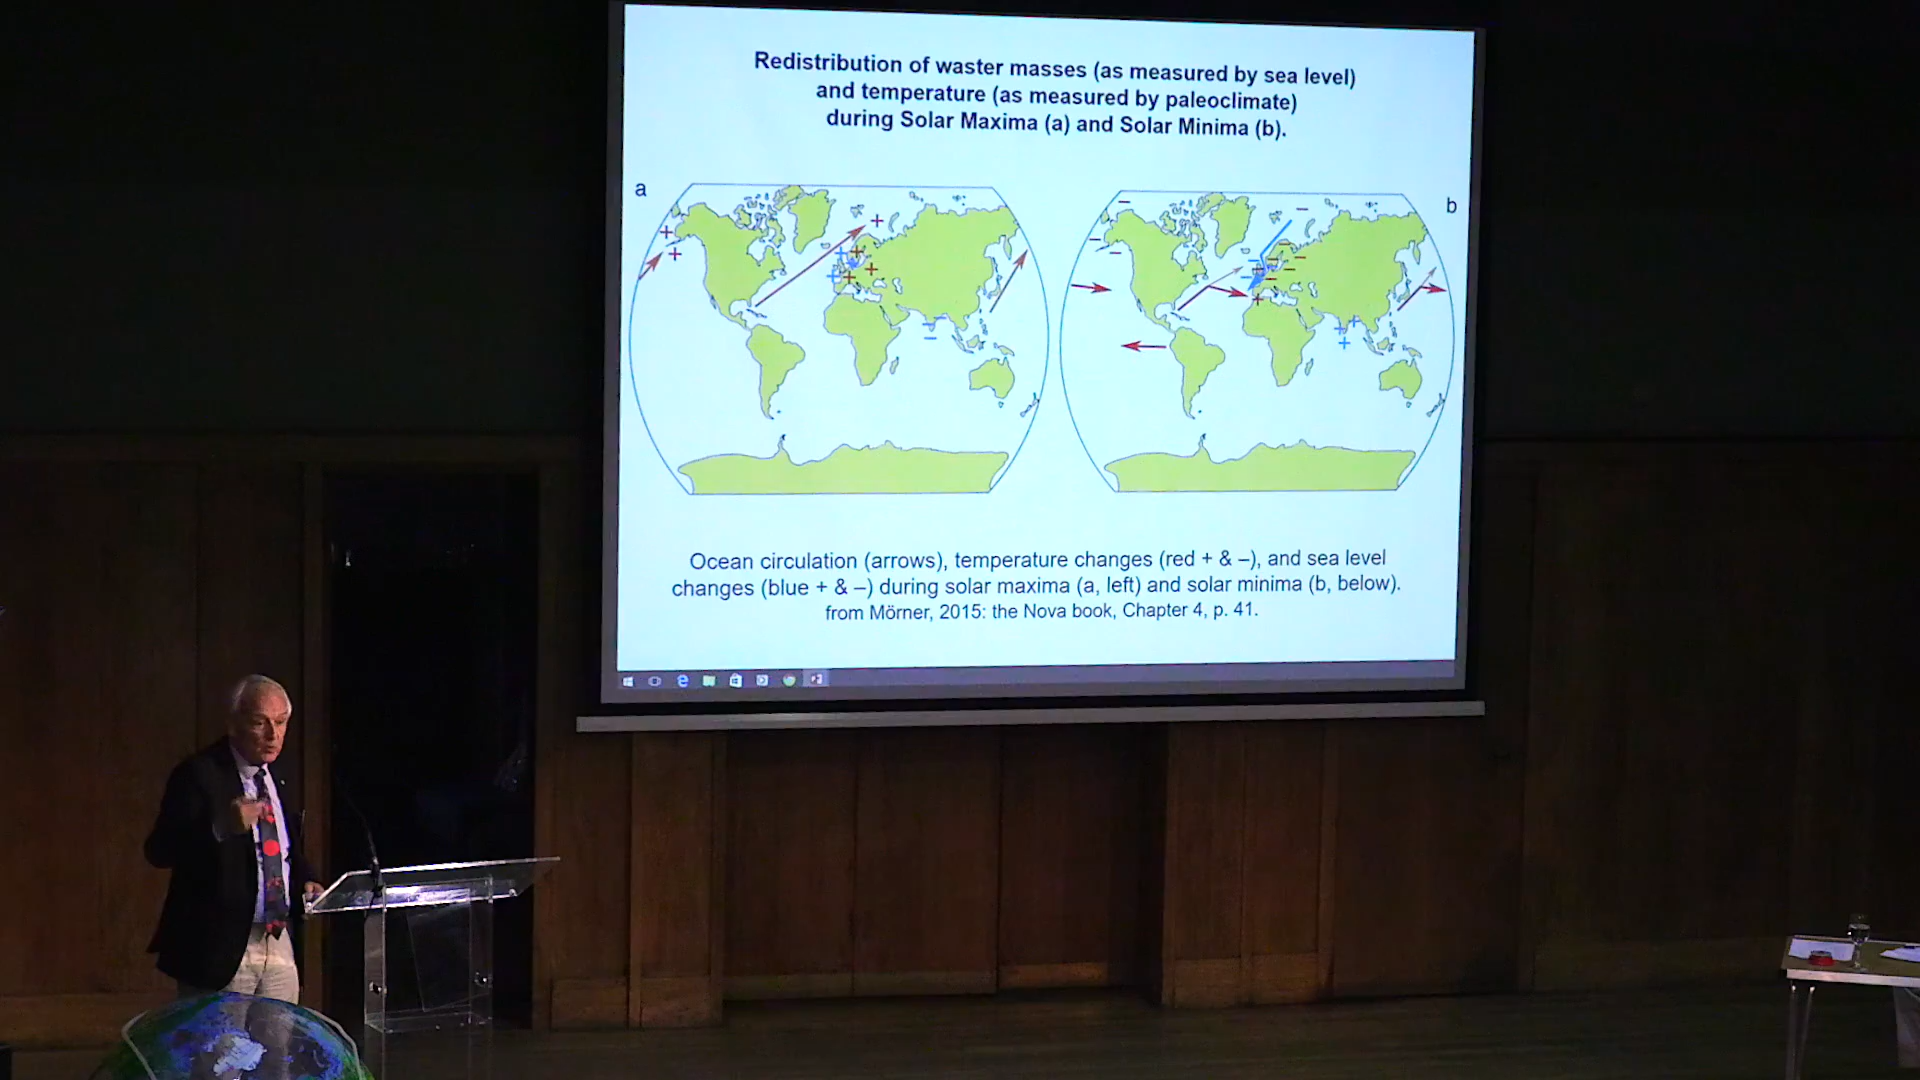 Redistribution of waster masses (as measured by sea level)
and temperature (as measured by paleoclimate)
during Solar Maxima (a) and Solar Minima (b).
a
b
Ocean circulation (arrows), temperature changes (red + & –), and sea level
changes (blue + & –) during solar maxima (a, left) and solar minima (b, below).
from Mörner, 2015: the Nova book, Chapter 4, p. 41.